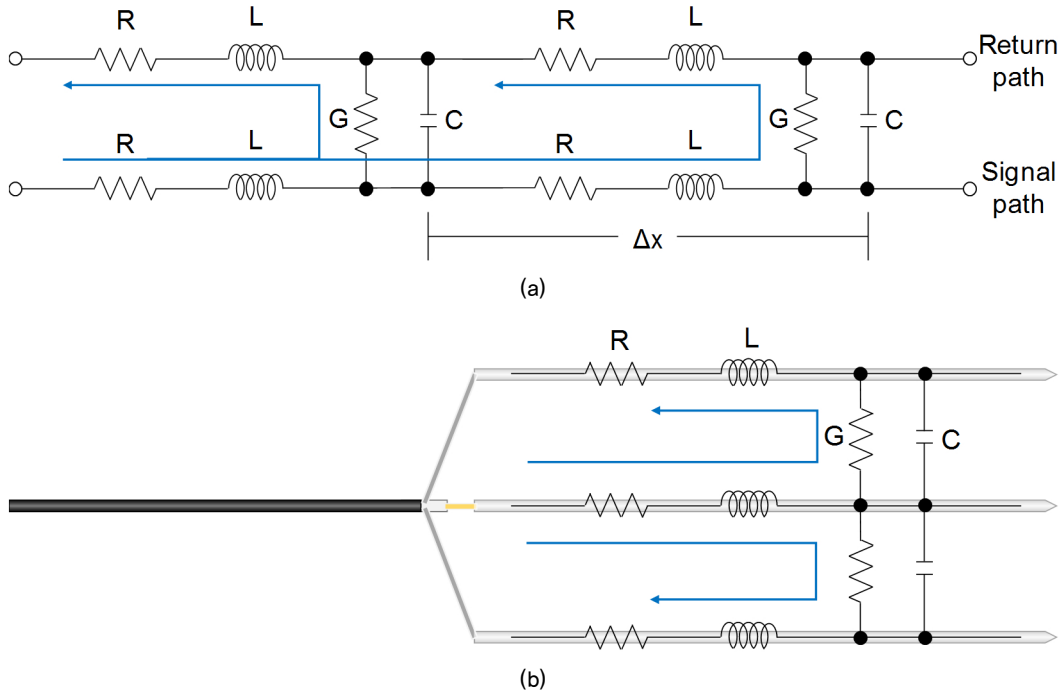 R L R L
Return
path
G C G C
R L R L
Signal
path
Δx
(a)
R L
G C
(b)